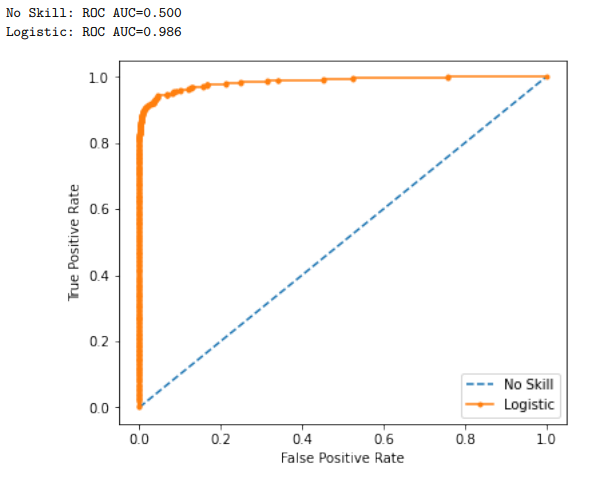 No Skill: ROC AUC=0.500
Logistic: ROC AUC=0.986
1.0
0.8
0.6
0.4
0.2
0.0
True Positive Rate
No Skill
Logistic
0.0 0.2 0.4 0.6 0.8 1.0
False Positive Rate